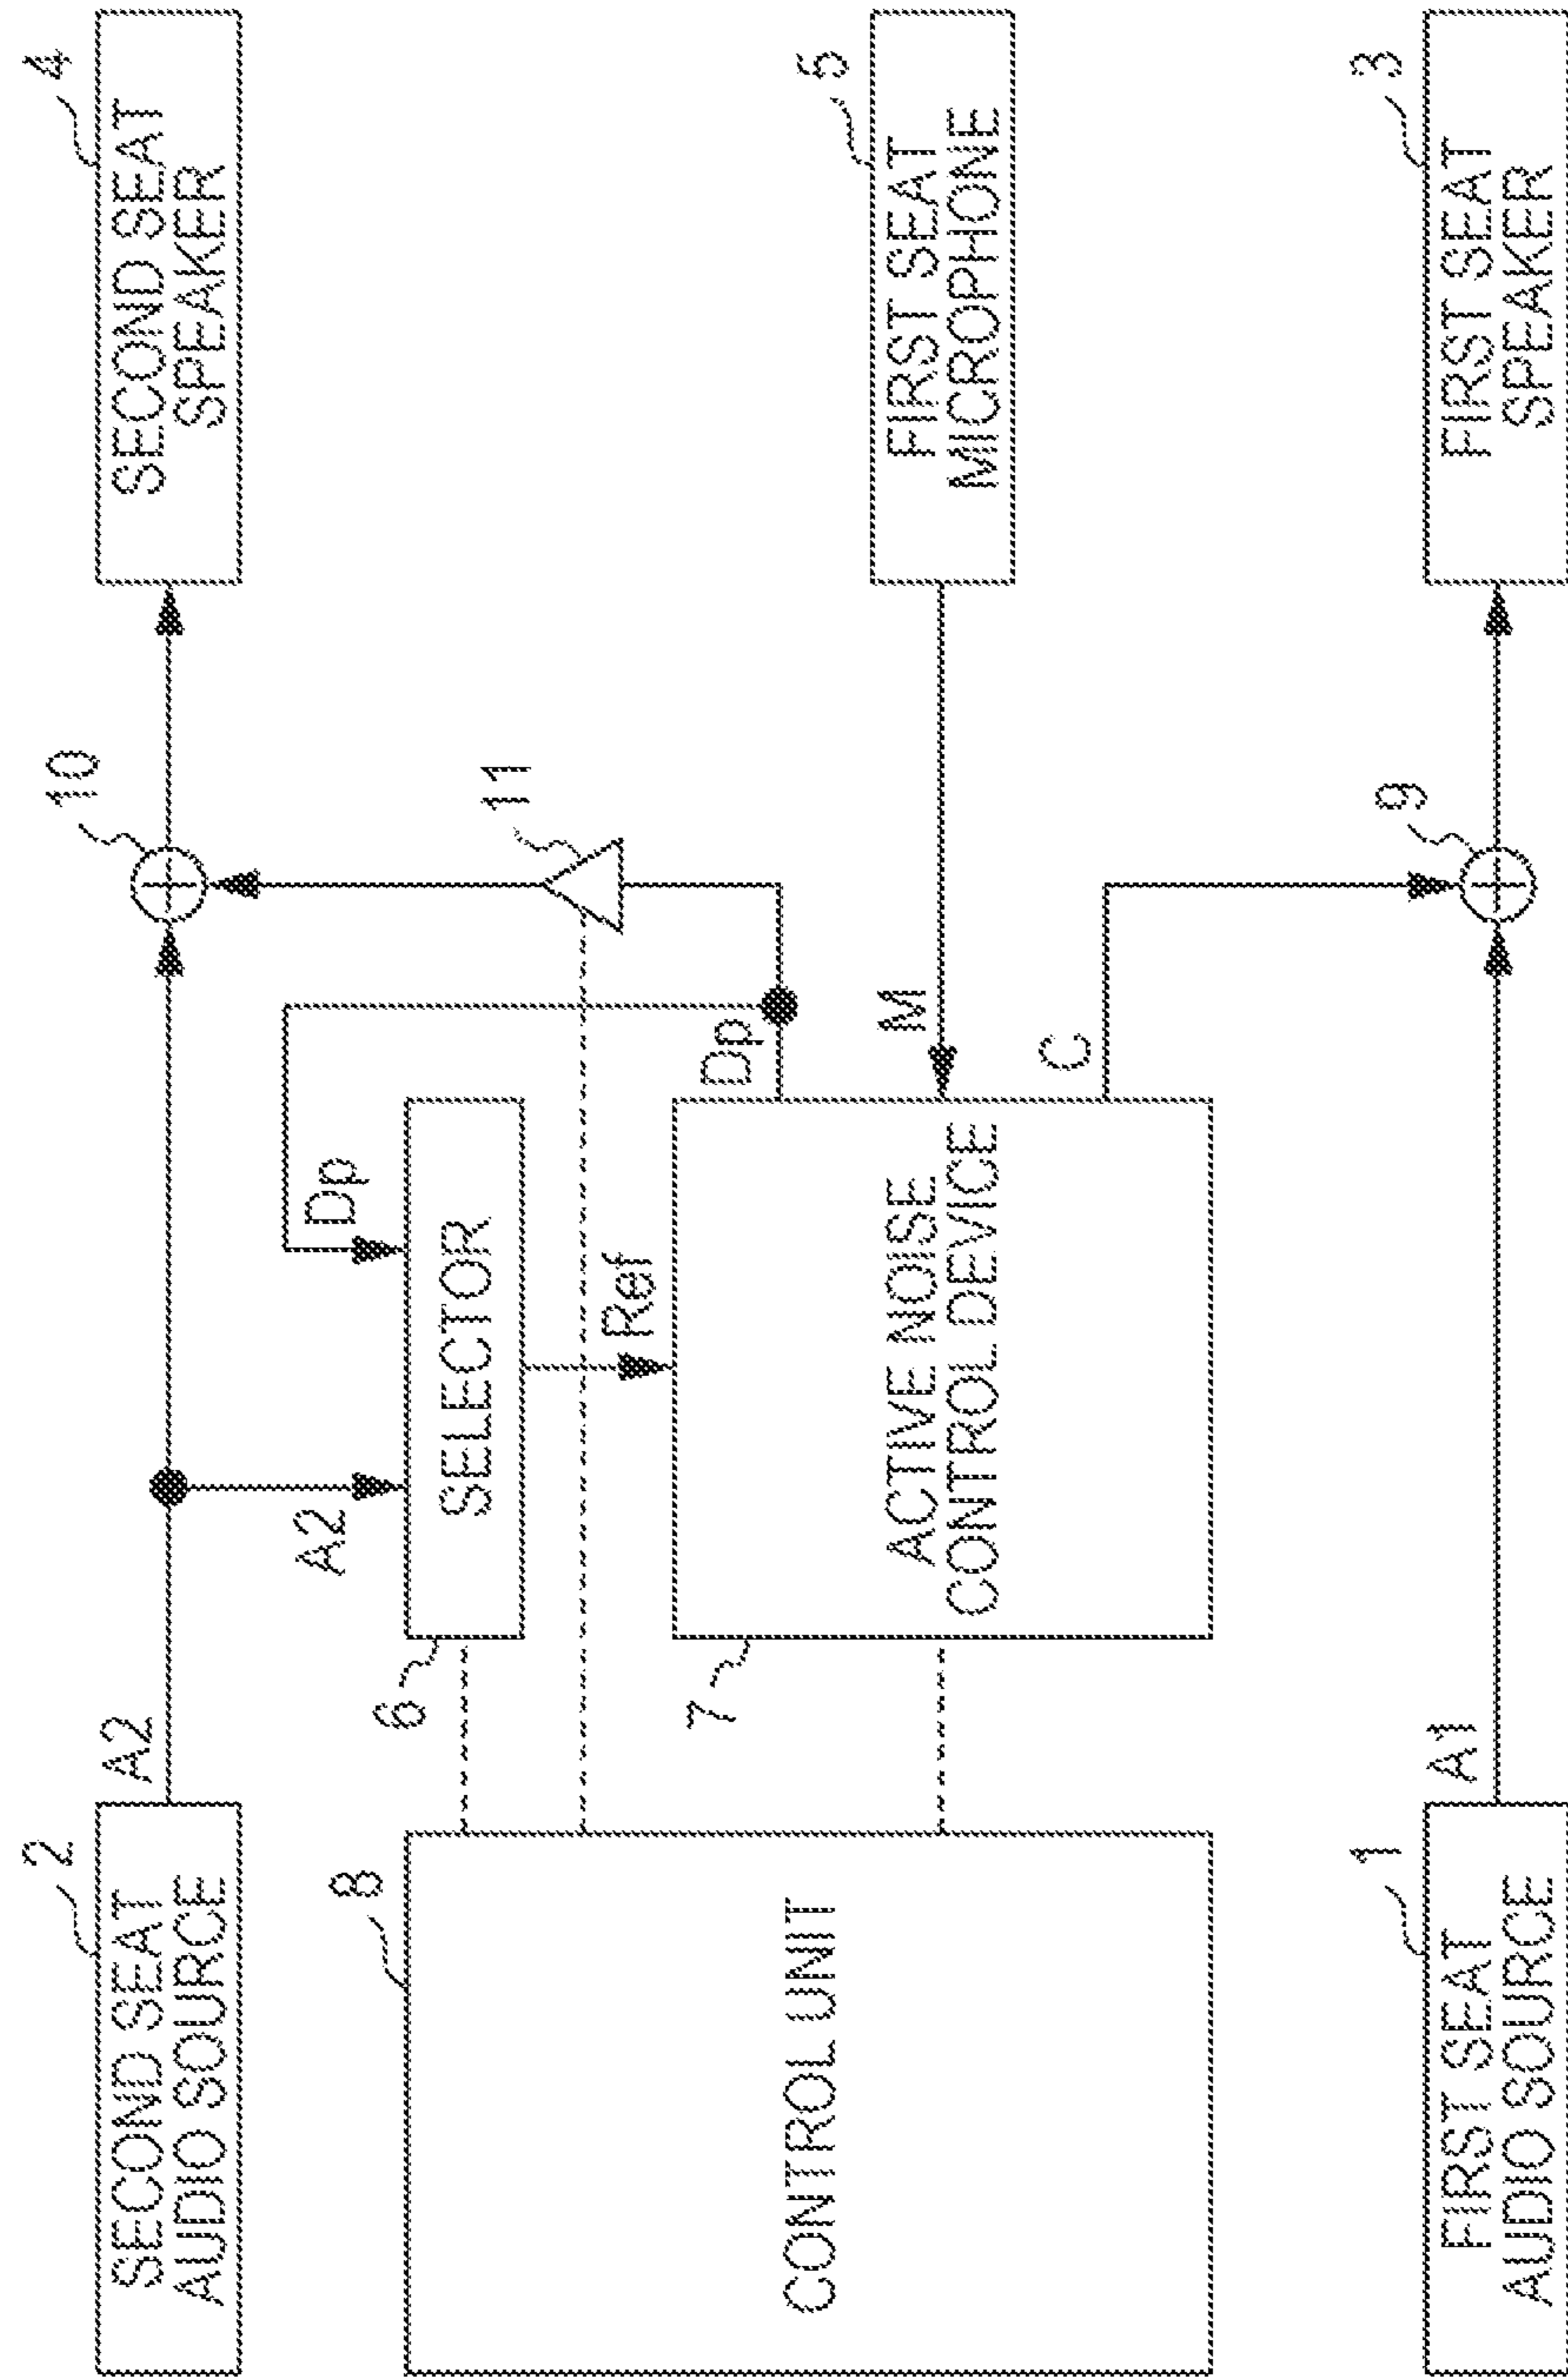 2
SECOND SEAT
AUDIO SOURCE
A2
10
4
SECOND SEAT
SPEAKER
8
CONTROL UNIT
A2
Dp
6
SELECTOR
11
Ref
7
ACTIVE NOISE
CONTROL DEVICE
Dp
M
C
5
FIRST SEAT
MICROPHONE
1
FIRST SEAT
AUDIO SOURCE
A1
9
3
FIRST SEAT
SPEAKER